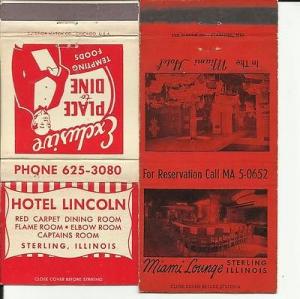 Exclusive
PLACE
to
DINE
TEMPTING
FOODS
PHONE 625-3080
HOTEL LINCOLN
RED CARPET DINING ROOM
FLAME ROOM • ELBOW ROOM
CAPTAINS ROOM
STERLING, ILLINOIS
CLOSE COVER BEFORE STRIKING
In The Miami Hotel
For Reservation Call MA 5-0652
Miami Lounge STERLING
ILLINOIS
CLOSE COVER BEFORE STRIKING